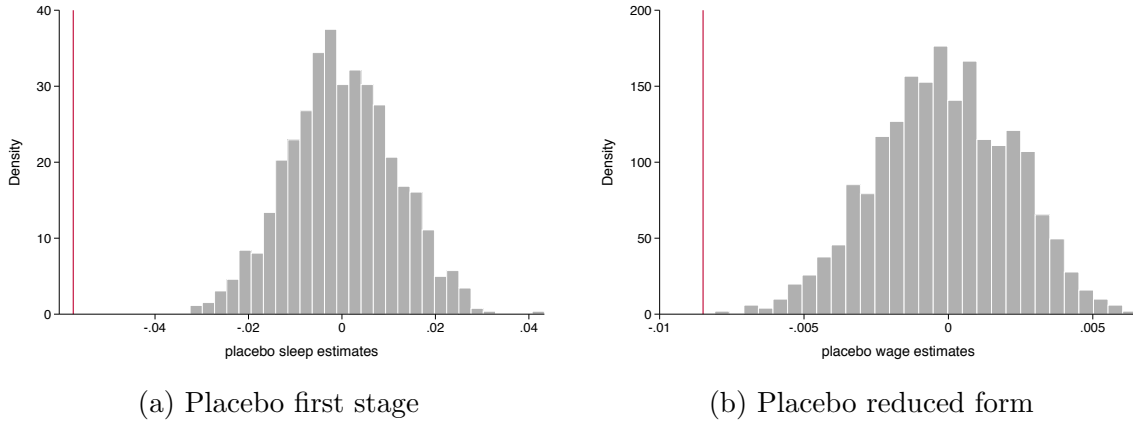 40
30
20
10
0
Density
-.04 -.02 0 .02 .04
placebo sleep estimates
(a) Placebo first stage
200
150
100
50
0
Density
-.01 -.005 0 .005
placebo wage estimates
(b) Placebo reduced form